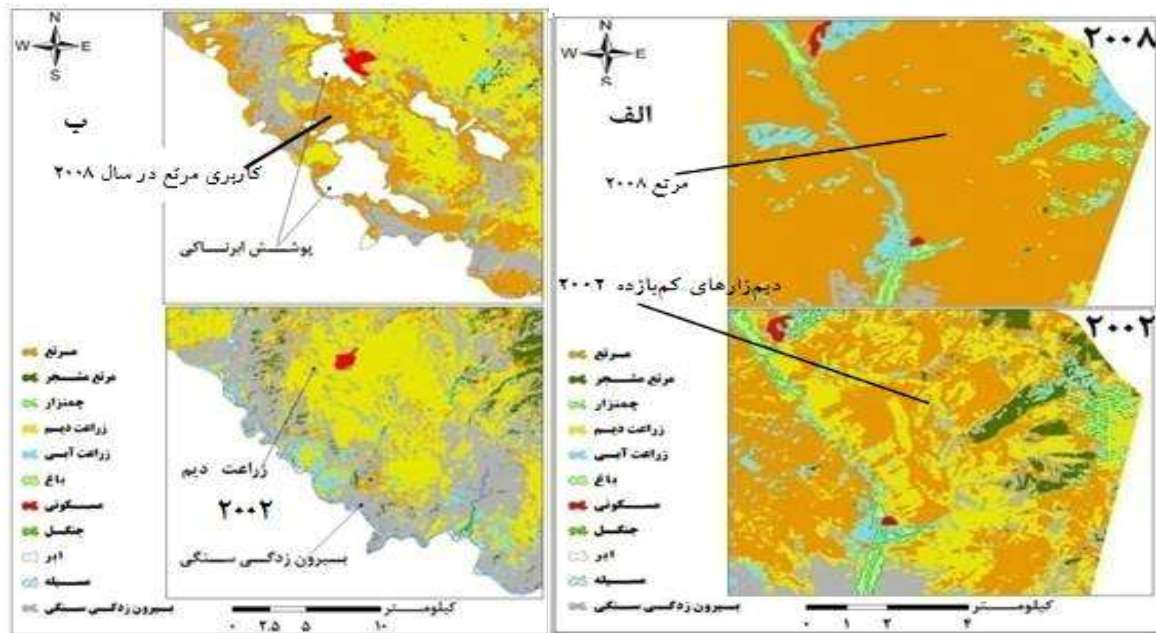 N
W E
S
ب
کاربری مرتع در سال ۲۰۰۸
پوشش ابرناکی
مرتع
مرتع مشجر
چمنزار
زراعت دیم
زراعت آبی
باغ
مسکونی
جنگل
ابر
مسیله
بیرون زدگی سنگی
زراعت دیم
۲۰۰۲
بیرون زدگی سنگی
کیلومتر
۰ ۲.۵ ۵ ۱۰
N
W E
S
۲۰۰۸
الف
مرتع ۲۰۰۸
دیم‌زارهای کم‌بازده ۲۰۰۲
۲۰۰۲
مرتع
مرتع مشجر
چمنزار
زراعت دیم
زراعت آبی
باغ
مسکونی
جنگل
ابر
مسیله
بیرون زدگی سنگی
کیلومتر
۰ ۱ ۲ ۴